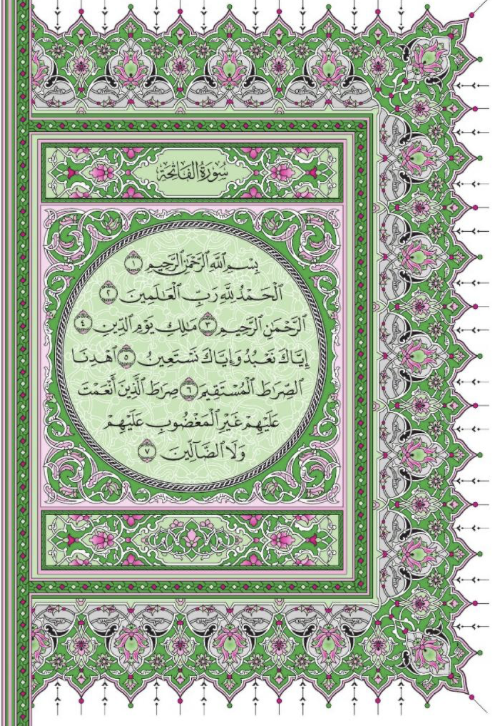 سُورَةُ الفَاتِحَةِ
بِسْمِ ٱللَّهِ ٱلرَّحْمَٰنِ ٱلرَّحِيمِ ١
ٱلْحَمْدُ لِلَّهِ رَبِّ ٱلْعَٰلَمِينَ ٢
ٱلرَّحْمَٰنِ ٱلرَّحِيمِ ٣ مَٰلِكِ يَوْمِ ٱلدِّينِ ٤
إِيَّاكَ نَعْبُدُ وَإِيَّاكَ نَسْتَعِينُ ٥ ٱهْدِنَا
ٱلصِّرَٰطَ ٱلْمُسْتَقِيمَ ٦ صِرَٰطَ ٱلَّذِينَ أَنْعَمْتَ
عَلَيْهِمْ غَيْرِ ٱلْمَغْضُوبِ عَلَيْهِمْ
وَلَا ٱلضَّآلِّينَ ٧